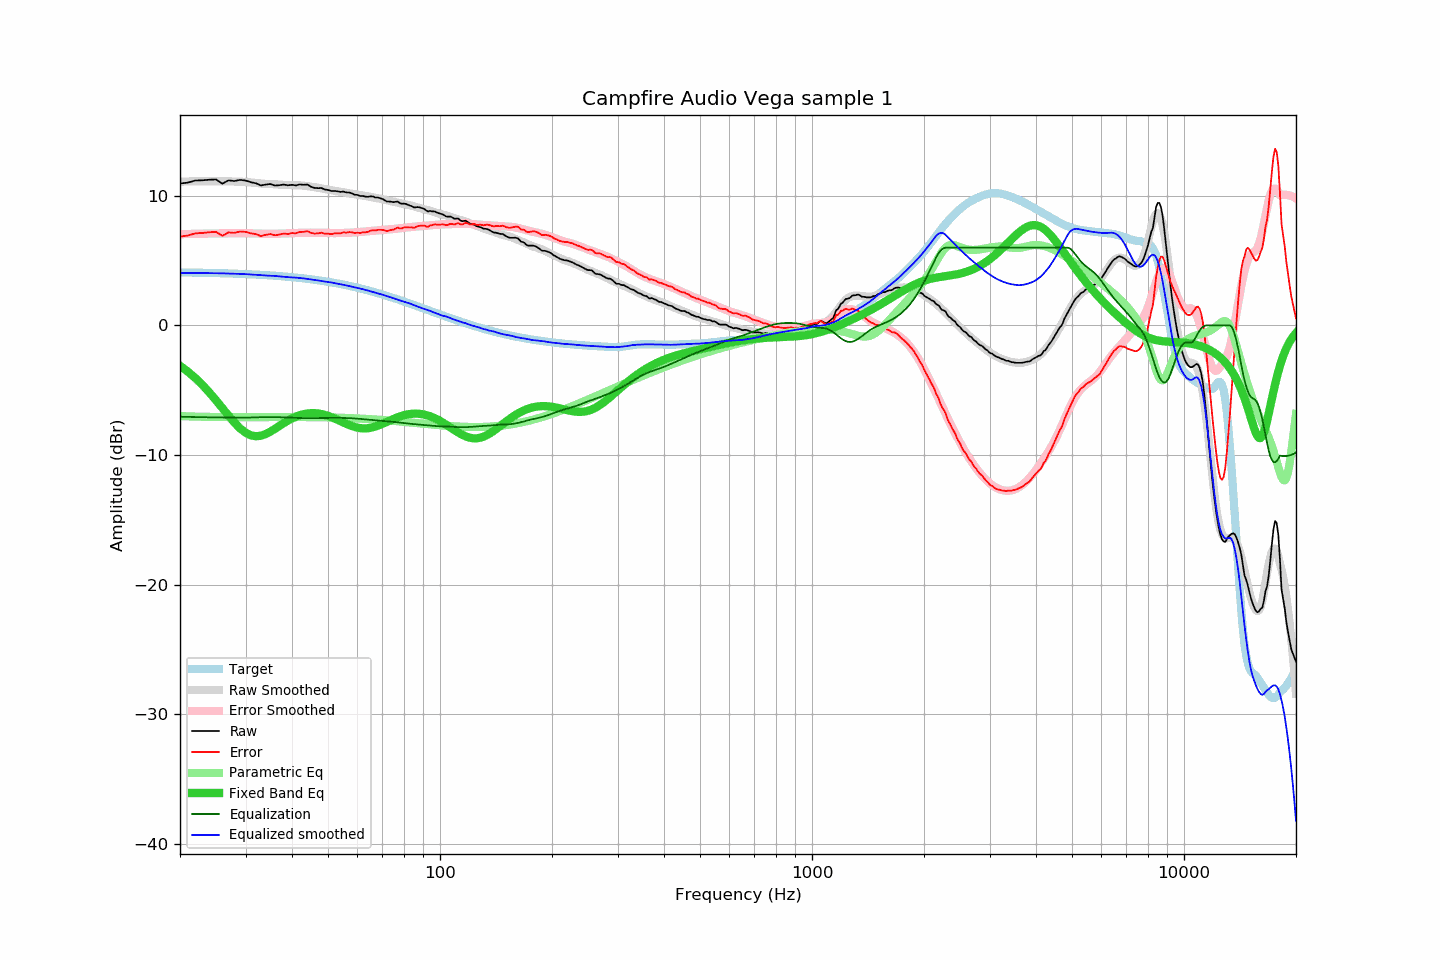 Campfire Audio Vega sample 1
Amplitude (dBr)
10
0
−10
−20
−30
−40
Target
Raw Smoothed
Error Smoothed
Raw
Error
Parametric Eq
Fixed Band Eq
Equalization
Equalized smoothed
100 1000 10000
Frequency (Hz)